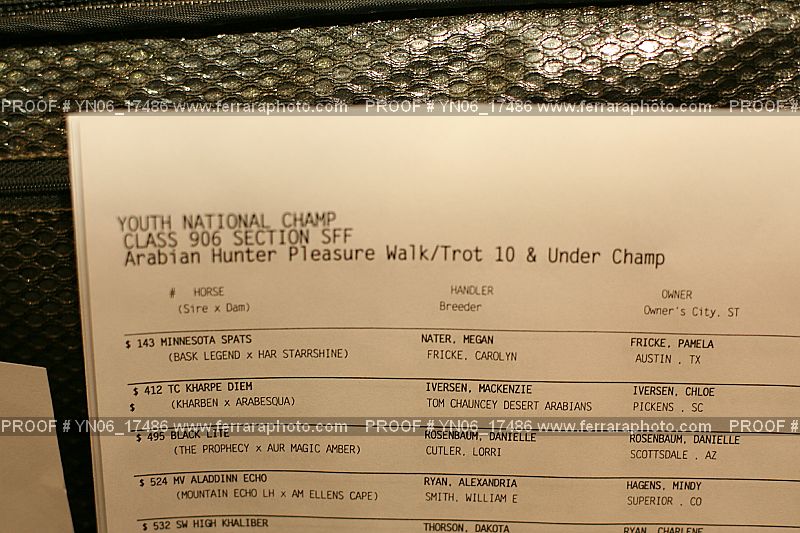 PROOF # YN06_17486 www.ferraraphoto.com PROOF # YN06_17486 www.ferraraphoto.com PROOF #
YOUTH NATIONAL CHAMP
CLASS 906 SECTION SFF
Arabian Hunter Pleasure Walk/Trot 10 & Under Champ
# HORSE HANDLER OWNER
(Sire x Dam) Breeder Owner's City, ST
$ 143 MINNESOTA SPATS NATER, MEGAN FRICKE, PAMELA
(BASK LEGEND x HAR STARRSHINE) FRICKE, CAROLYN AUSTIN , TX
$ 412 TC KHARPE DIEM IVERSEN, MACKENZIE IVERSEN, CHLOE
$ (KHARBEN x ARABESQUA) TOM CHAUNCEY DESERT ARABIANS PICKENS , SC
PROOF # YN06_17486 www.ferraraphoto.com PROOF # YN06_17486 www.ferraraphoto.com PROOF #
$ 495 BLACK LITE ROSENBAUM, DANIELLE ROSENBAUM, DANIELLE
(THE PROPHECY x AUR MAGIC AMBER) CUTLER, LORRI SCOTTSDALE , AZ
$ 524 MV ALADDINN ECHO RYAN, ALEXANDRIA HAGENS, MINDY
(MOUNTAIN ECHO LH x AM ELLENS CAPE) SMITH, WILLIAM E SUPERIOR , CO
$ 532 SW HIGH KHALIBER THORSON, DAKOTA RYAN, CHARLENE